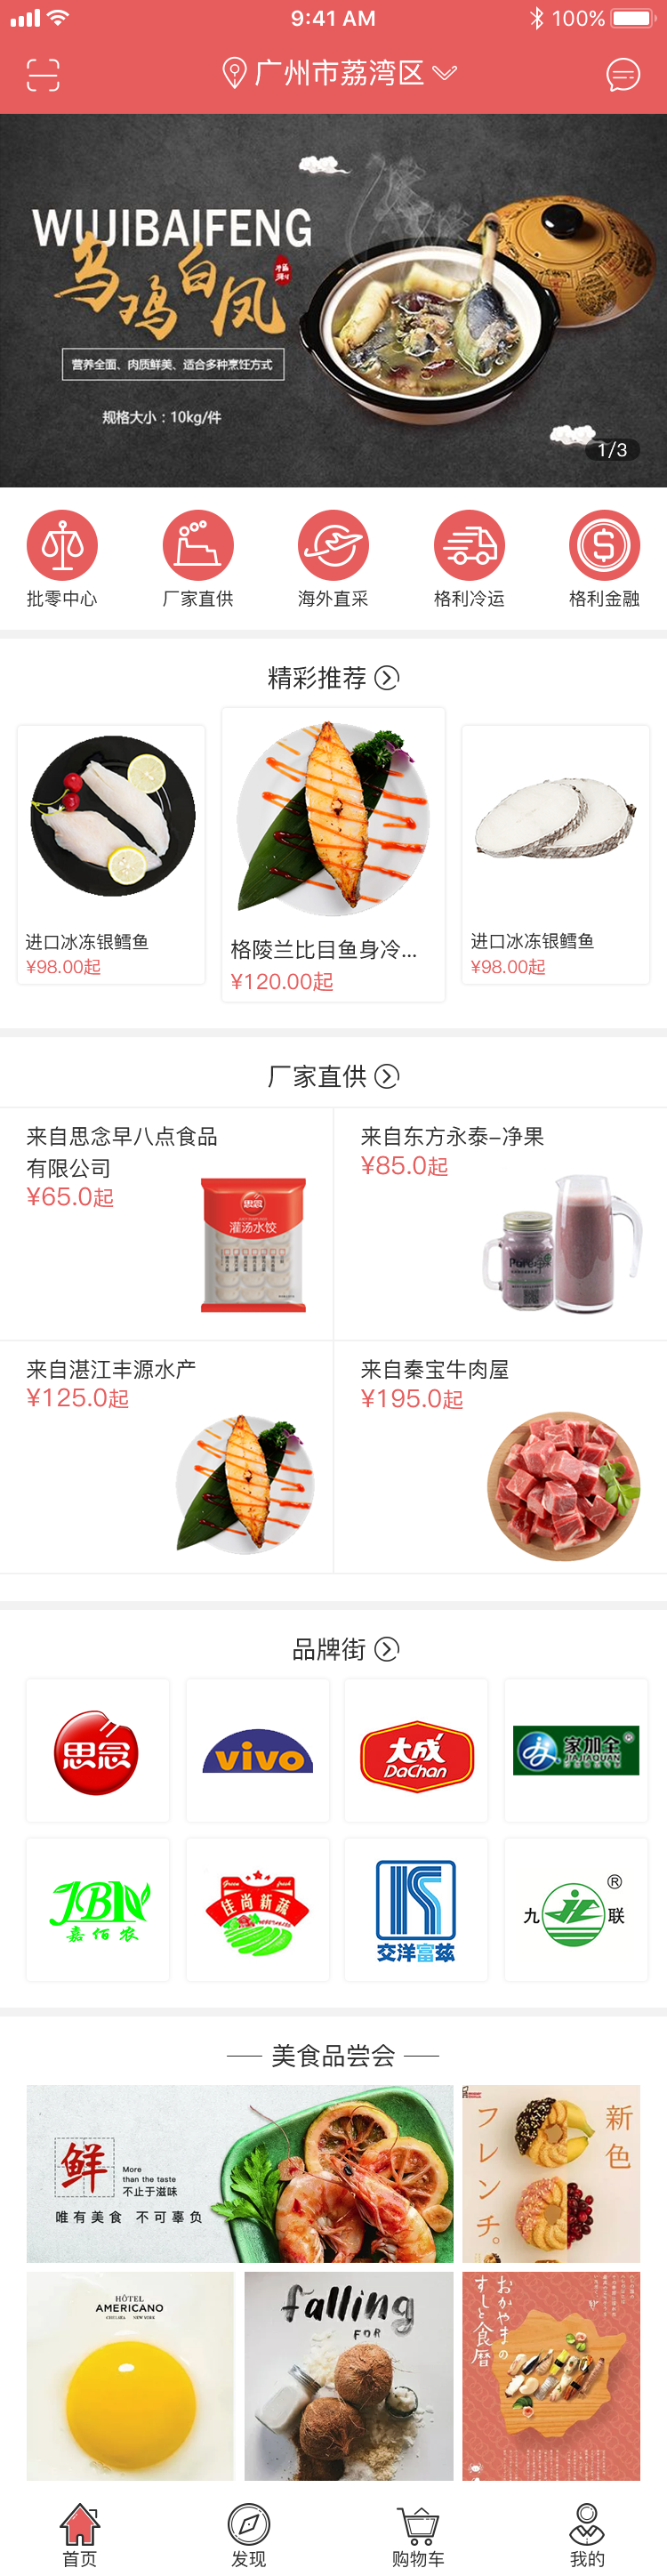 9:41 AM
100%
广州市荔湾区
WUJIBAIFENG
乌鸡白凤
福利
营养全面、肉质鲜美、适合多种烹饪方式
规格大小：10kg/件
1/3
批零中心
厂家直供
海外直采
格利冷运
格利金融
精彩推荐
进口冰冻银鳕鱼
¥98.00起
格陵兰比目鱼身冷...
¥120.00起
进口冰冻银鳕鱼
¥98.00起
厂家直供
来自思念早八点食品
有限公司
¥65.0起
思念
灌汤水饺
来自东方永泰-净果
¥85.0起
来自湛江丰源水产
¥125.0起
来自秦宝牛肉屋
¥195.0起
品牌街
思念
vivo
大成
DaChan
家加全
JIAJIAQUAN
JBN
嘉佰农
佳尚新蔬
交洋富兹
九联
®
美食品尝会
鲜
More
than the taste
不止于滋味
唯有美食 不可辜负
新色
フレンチ。
HÔTEL
AMERICANO
CHELSEA NEW YORK
falling
FOR
おかやまの
すしと食暦
首页
发现
购物车
我的